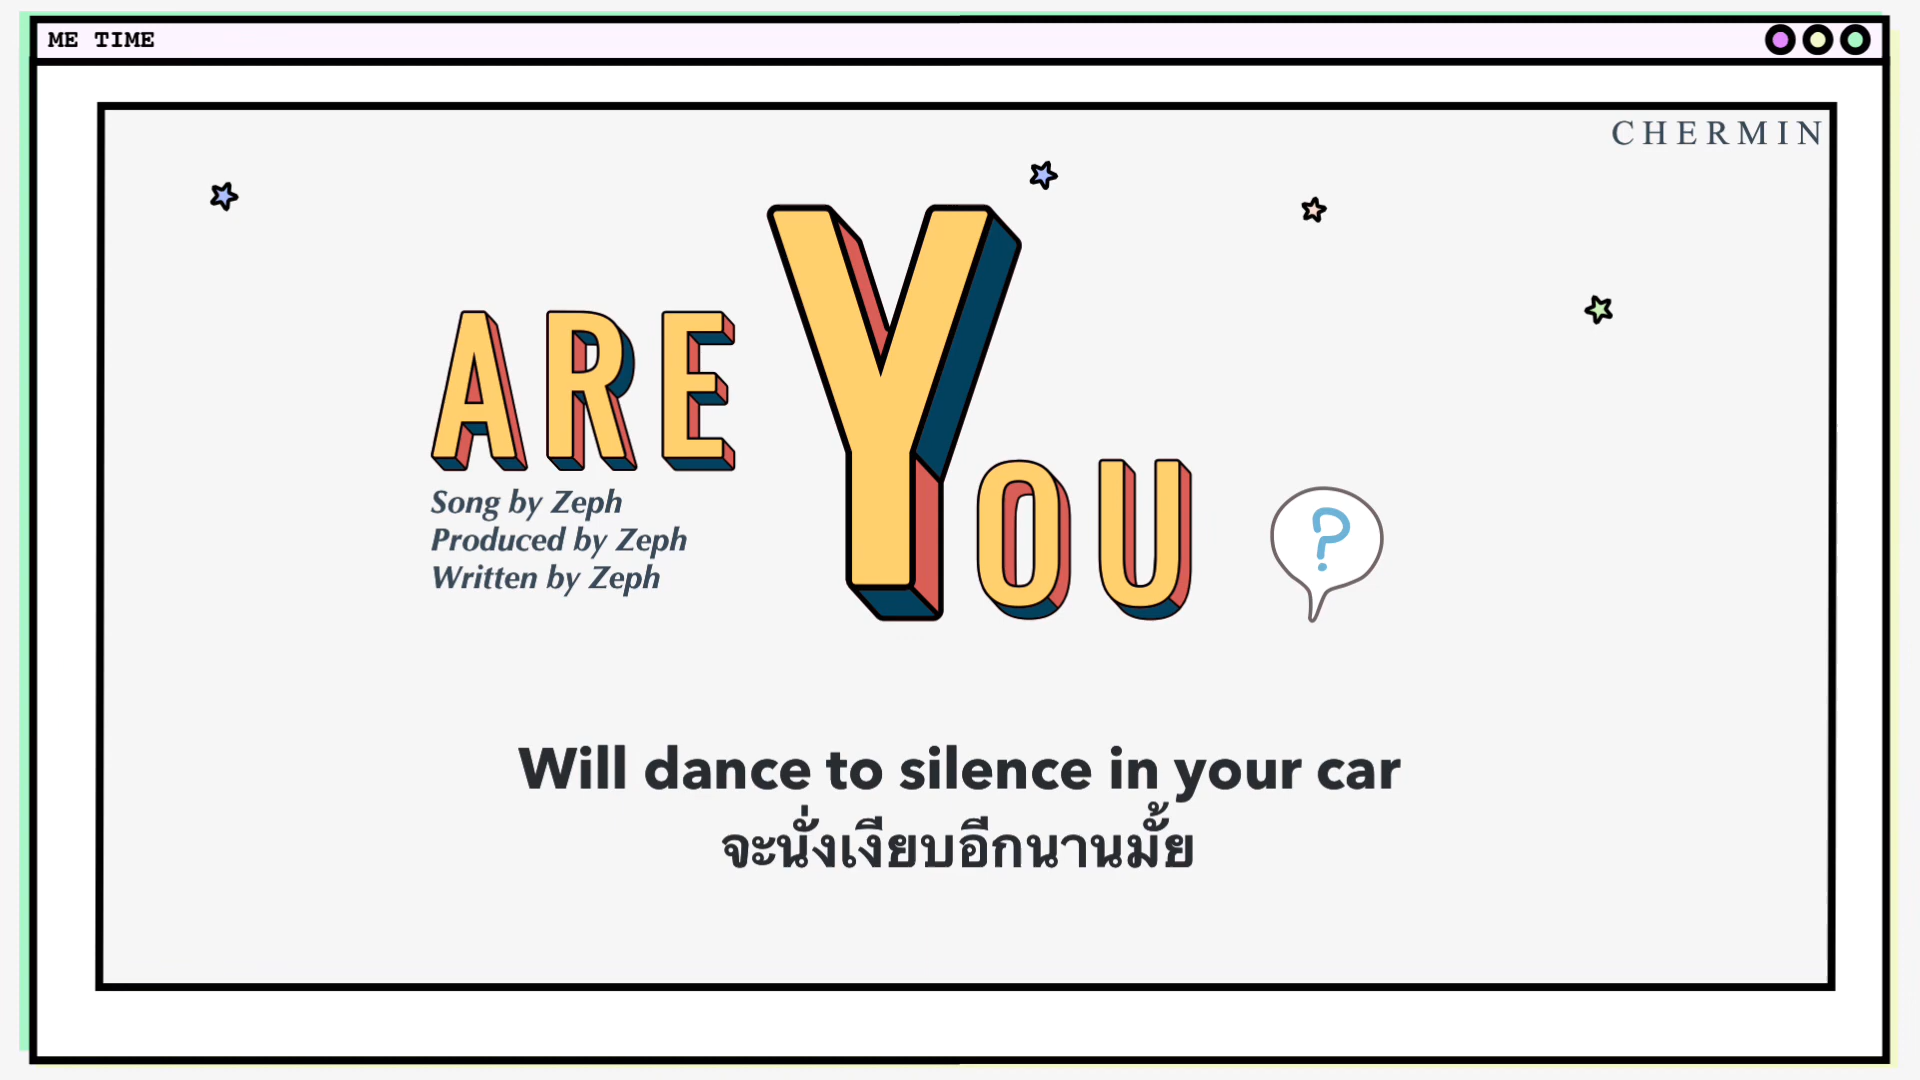 ME TIME
CHERMIN
ARE YOU ?
Song by Zeph
Produced by Zeph
Written by Zeph
Will dance to silence in your car
จะนั่งเงียบอีกนานมั้ย